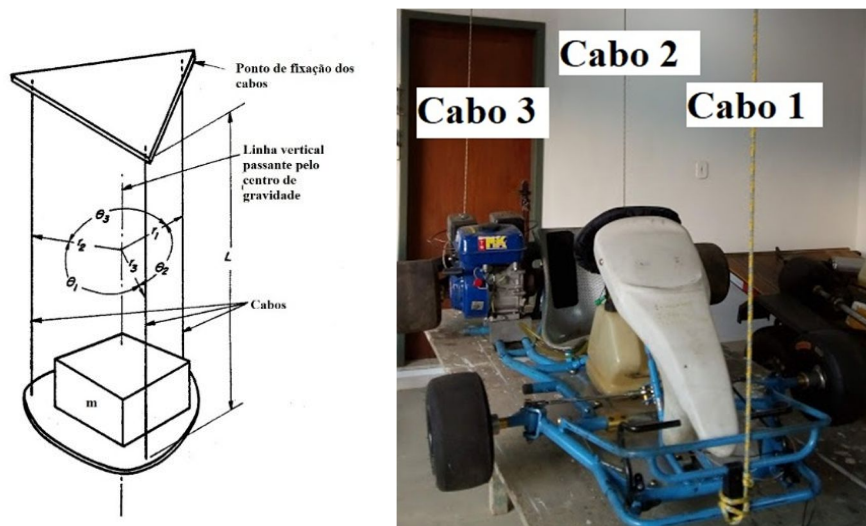 Ponto de fixação dos
cabos
Linha vertical
passante pelo
centro de
gravidade
θ3
r1
r2
r3
θ2
θ1
L
Cabos
m
Cabo 2
Cabo 3
Cabo 1